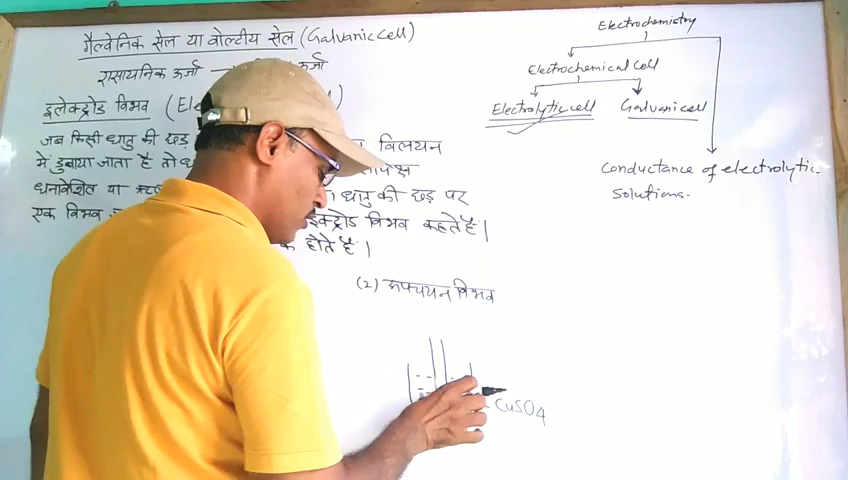 गैल्वेनिक सेल या वोल्टीय सेल (Galvanic cell)
रासायनिक ऊर्जा ऊर्जा
इलेक्ट्रोड विभव (Ele )
जब किसी धातु की छड़ विलयन
में डुबाया जाता है तो
धनावेशित या धातु की छड़ पर
एक विभव विभव कहते हैं।
होते हैं।
(2) अपचयन विभव
CuSO4
Electrochemistry
Electrochemical Cell
Electrolytic cell Galvanic cell
Conductance of electrolytic
Solutions.